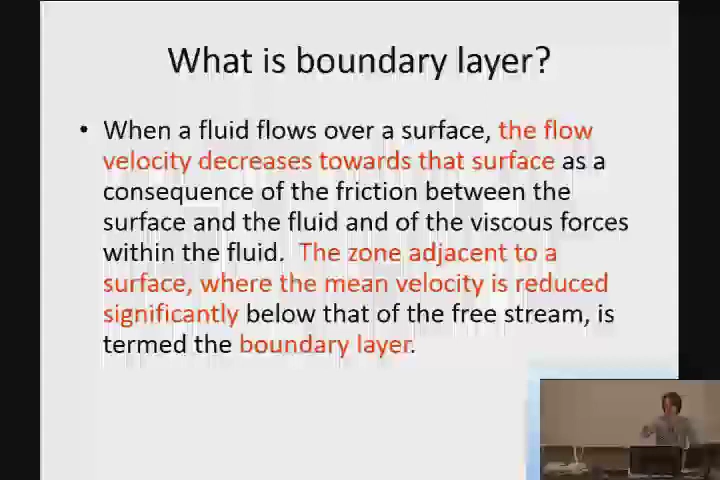 What is boundary layer?
• When a fluid flows over a surface, the flow
velocity decreases towards that surface as a
consequence of the friction between the
surface and the fluid and of the viscous forces
within the fluid. The zone adjacent to a
surface, where the mean velocity is reduced
significantly below that of the free stream, is
termed the boundary layer.